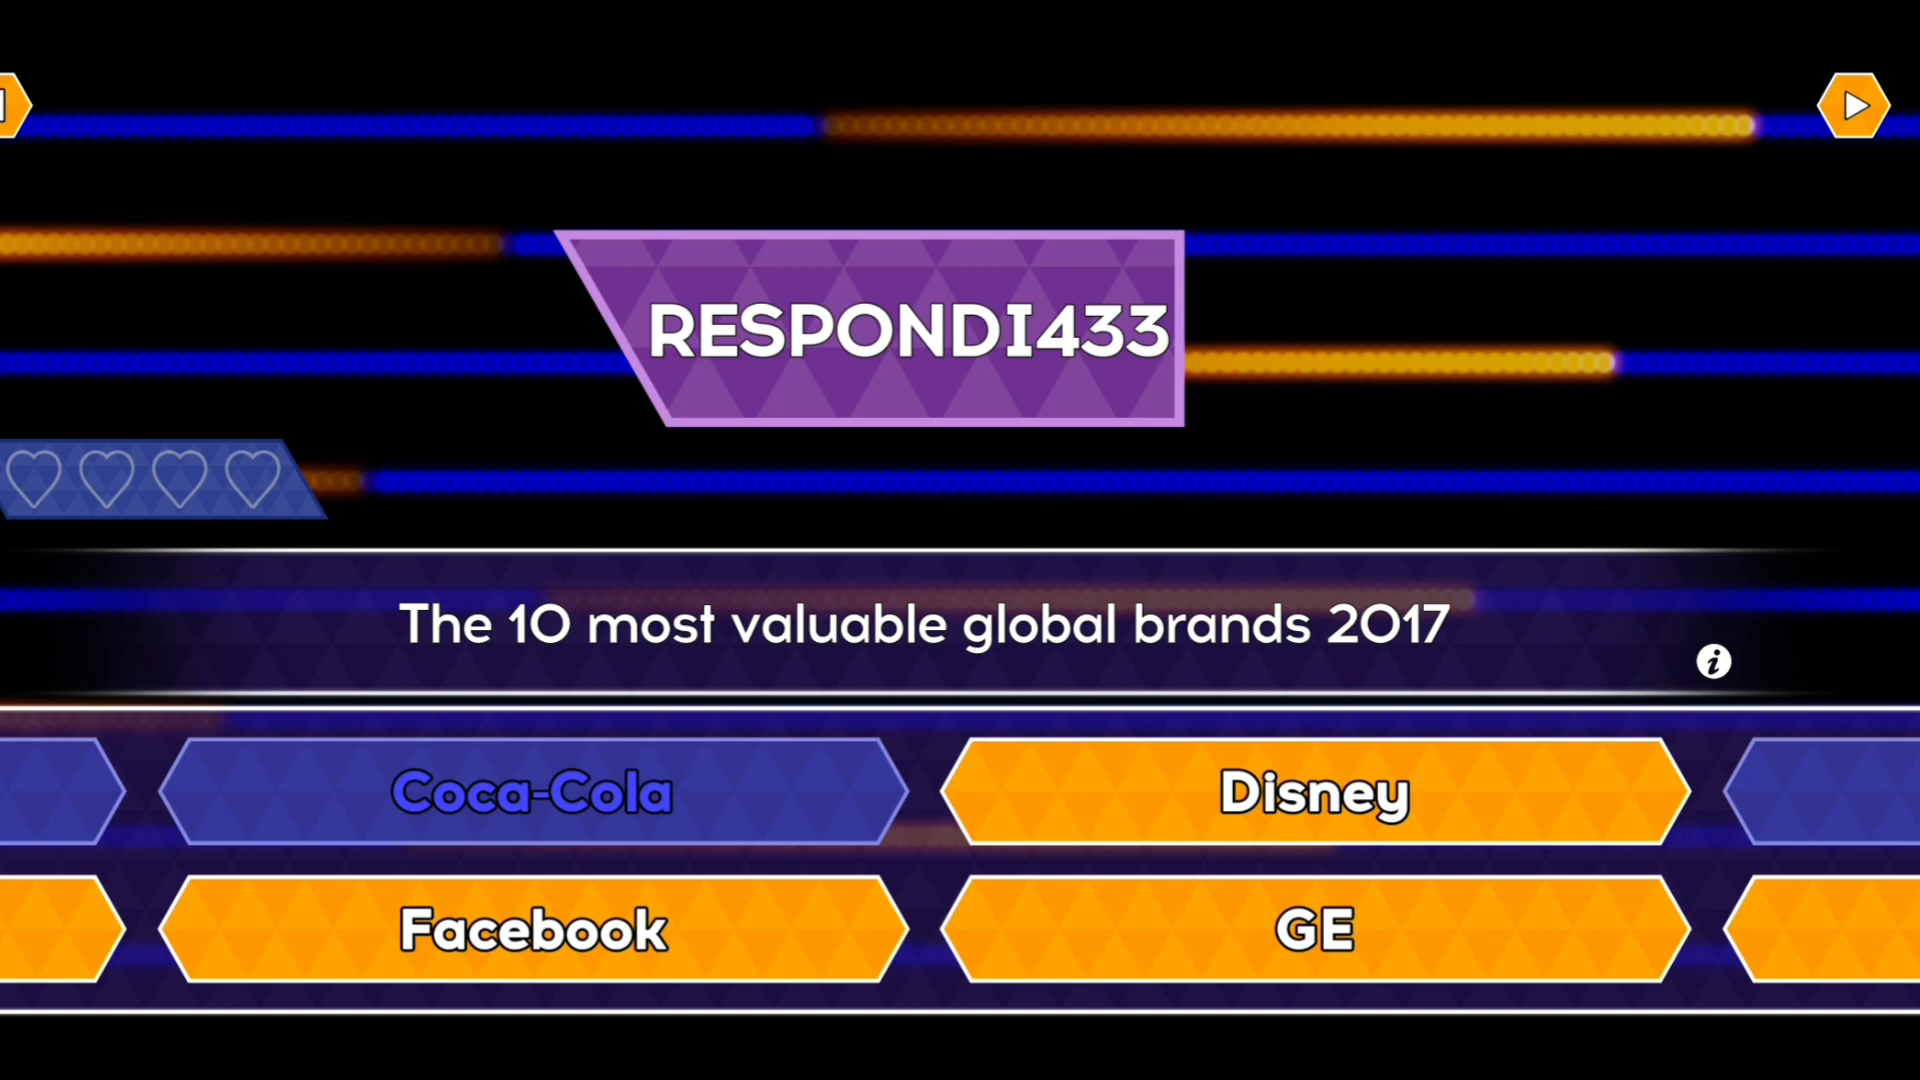 RESPONDI433
The 10 most valuable global brands 2017
i
Coca-Cola
Disney
Facebook
GE